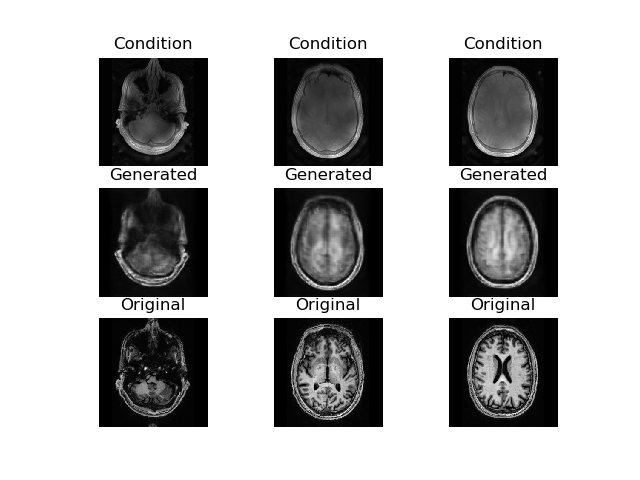 Condition Condition Condition
Generated Generated Generated
Original Original Original